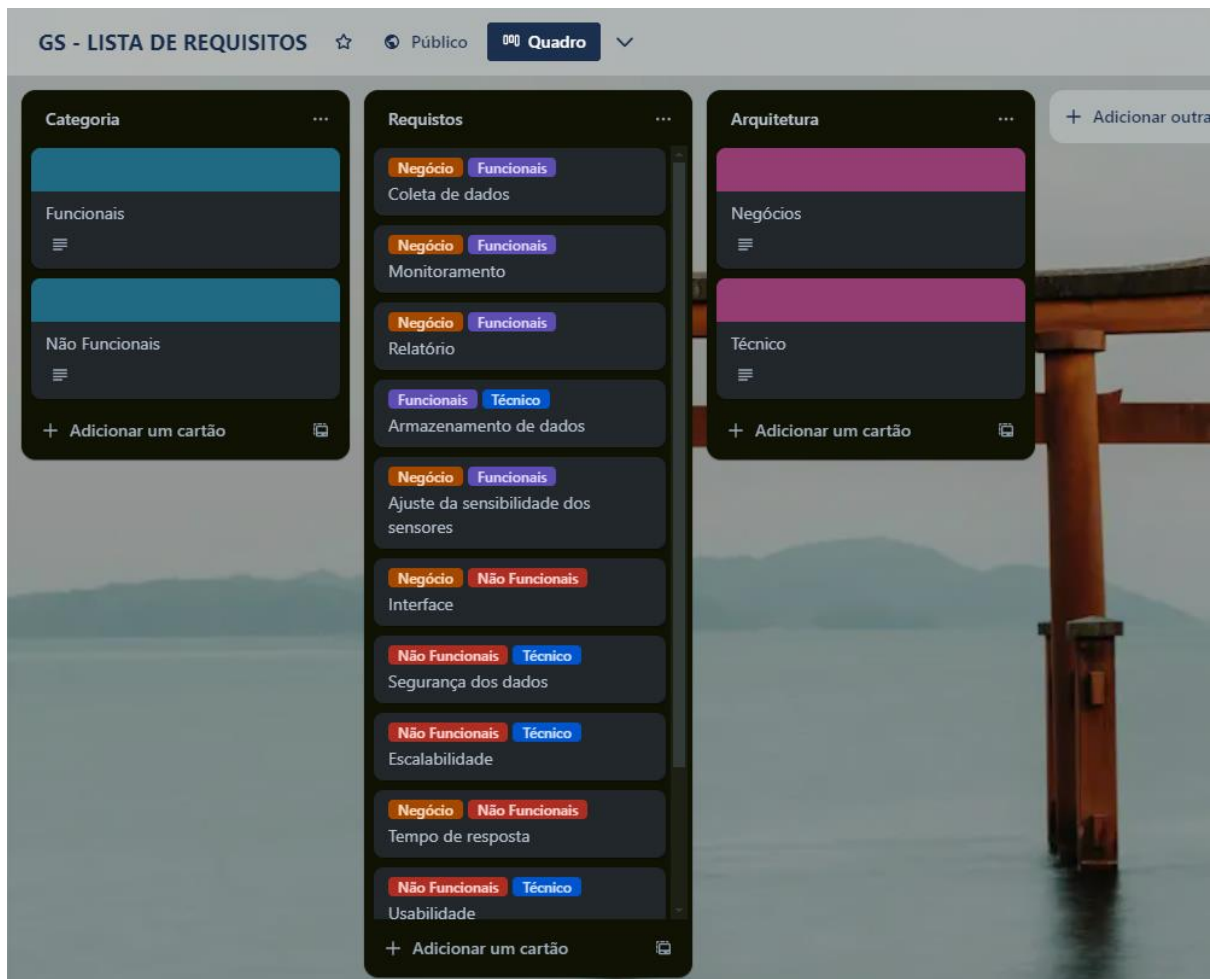 GS - LISTA DE REQUISITOS
Público
Quadro
Categoria
Funcionais
Não Funcionais
+ Adicionar um cartão
Requistos
Negócio Funcionais
Coleta de dados
Negócio Funcionais
Monitoramento
Negócio Funcionais
Relatório
Funcionais Técnico
Armazenamento de dados
Negócio Funcionais
Ajuste da sensibilidade dos
sensores
Negócio Não Funcionais
Interface
Não Funcionais Técnico
Segurança dos dados
Não Funcionais Técnico
Escalabilidade
Negócio Não Funcionais
Tempo de resposta
Não Funcionais Técnico
Usabilidade
+ Adicionar um cartão
Arquitetura
Negócios
Técnico
+ Adicionar um cartão
+ Adicionar outra